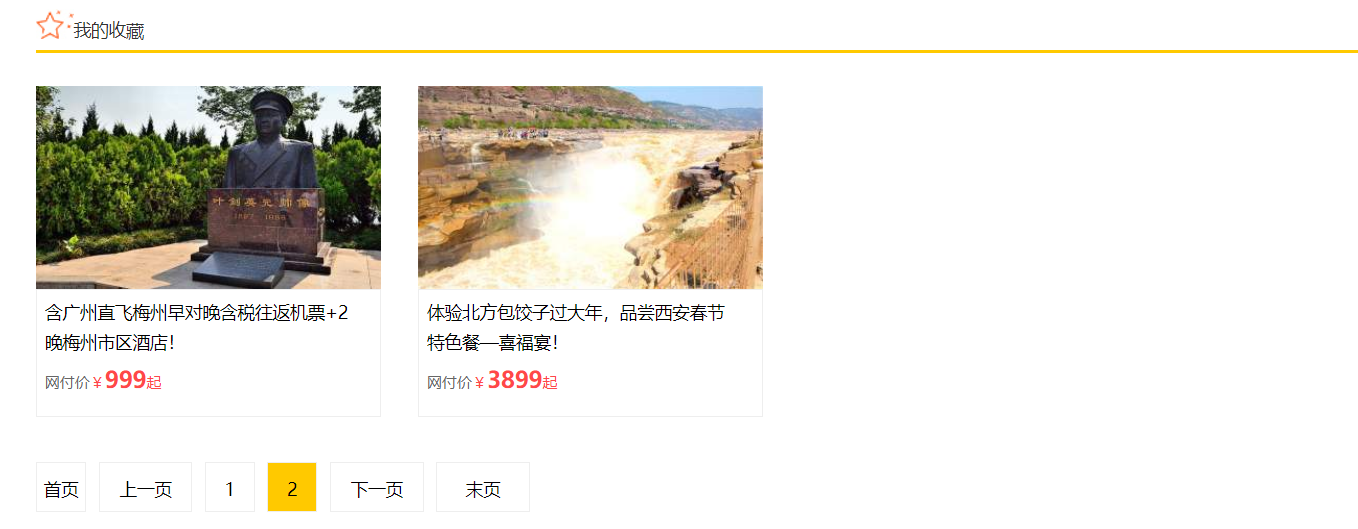 我的收藏
叶剑英元帅像
1897-1986
含广州直飞梅州早对晚含税往返机票+2
晚梅州市区酒店！
网付价￥999起
体验北方包饺子过大年，品尝西安春节
特色餐—喜福宴！
网付价￥3899起
首页 上一页 1 2 下一页 末页